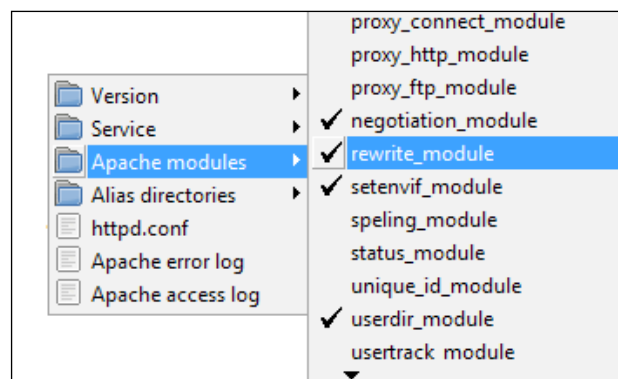 Version
Service
Apache modules
Alias directories
httpd.conf
Apache error log
Apache access log
proxy_connect_module
proxy_http_module
proxy_ftp_module
negotiation_module
rewrite_module
setenvif_module
speling_module
status_module
unique_id_module
userdir_module
usertrack module